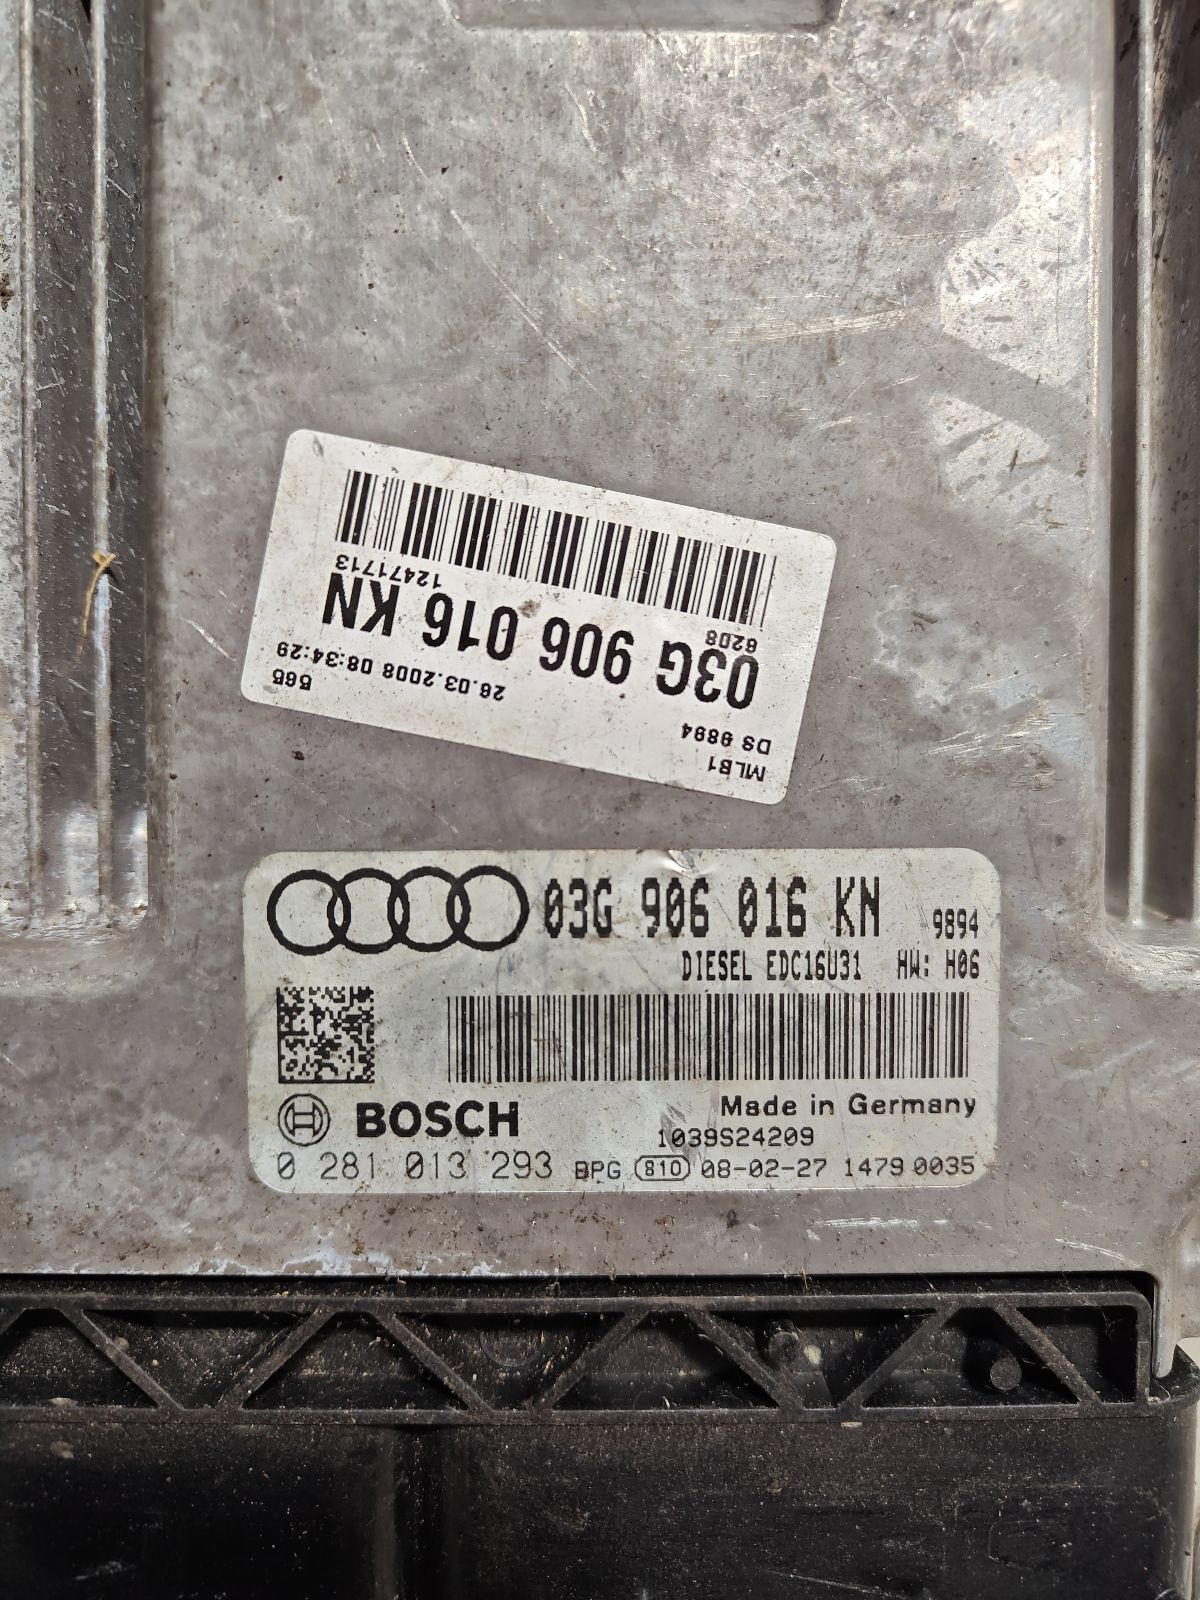 MLB1
DS 9894
565
26.03.2008 08:34:29
03G 906 016 KN
6208
12471713
03G 906 016 KN 9894
DIESEL EDC16U31 HW: H06
Made in Germany
BOSCH
1039S24209
0 281 013 293 BPG 810 08-02-27 1479 0035